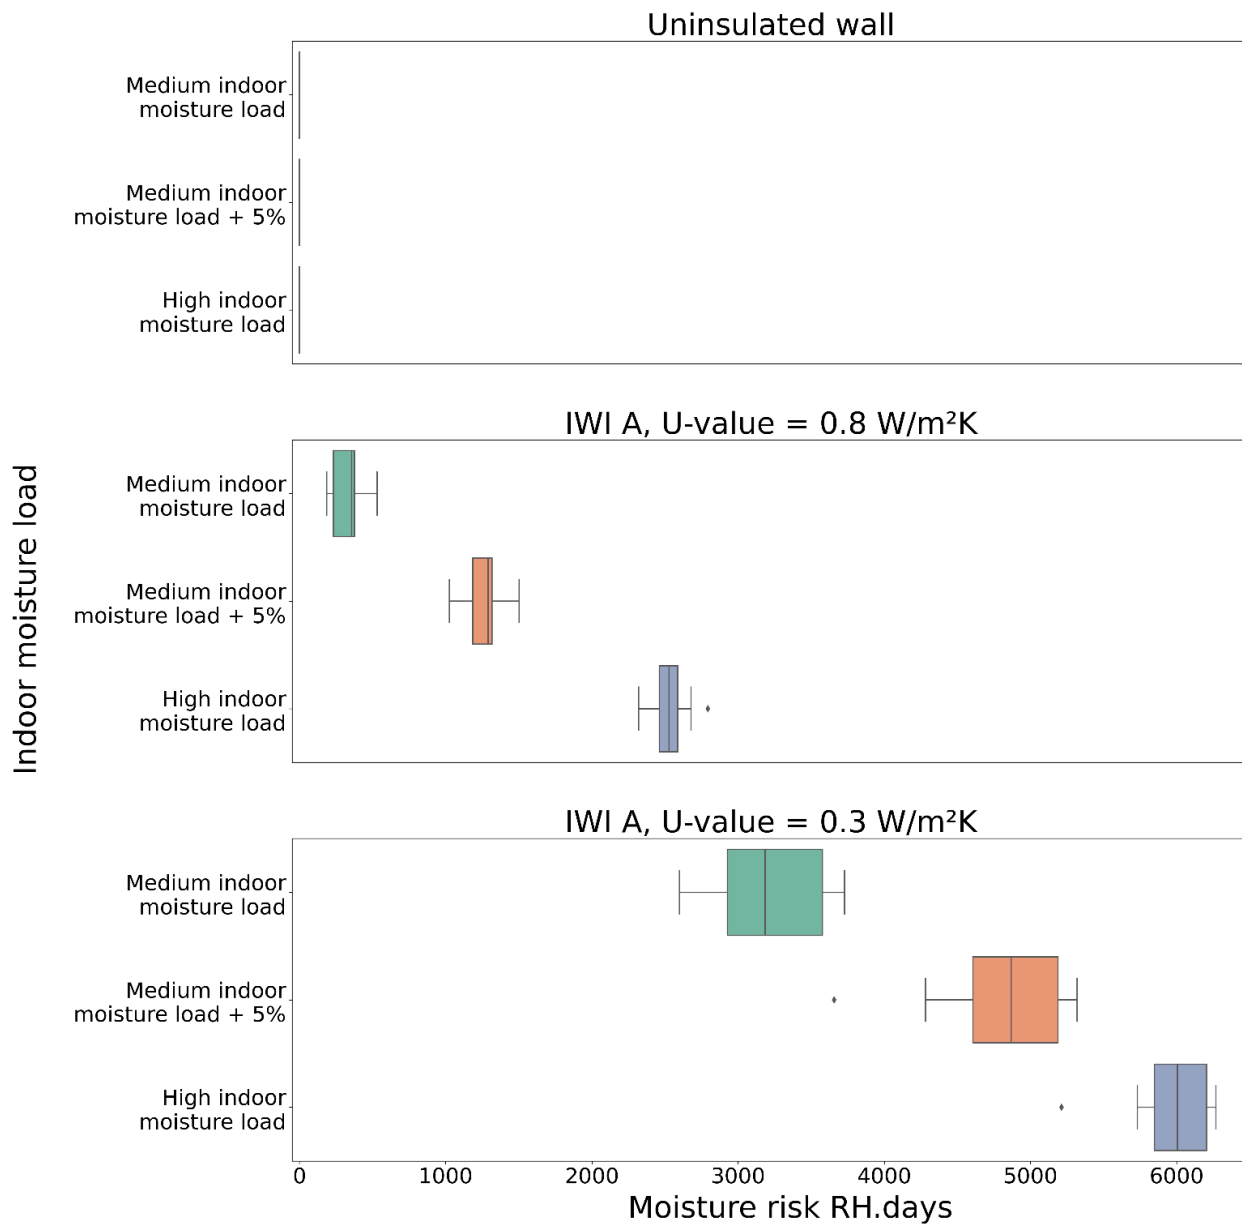 Uninsulated wall
Medium indoor
moisture load
Medium indoor
moisture load + 5%
High indoor
moisture load
Indoor moisture load
IWI A, U-value = 0.8 W/m²K
Medium indoor
moisture load
Medium indoor
moisture load + 5%
High indoor
moisture load
IWI A, U-value = 0.3 W/m²K
Medium indoor
moisture load
Medium indoor
moisture load + 5%
High indoor
moisture load
0 1000 2000 3000 4000 5000 6000
Moisture risk RH.days